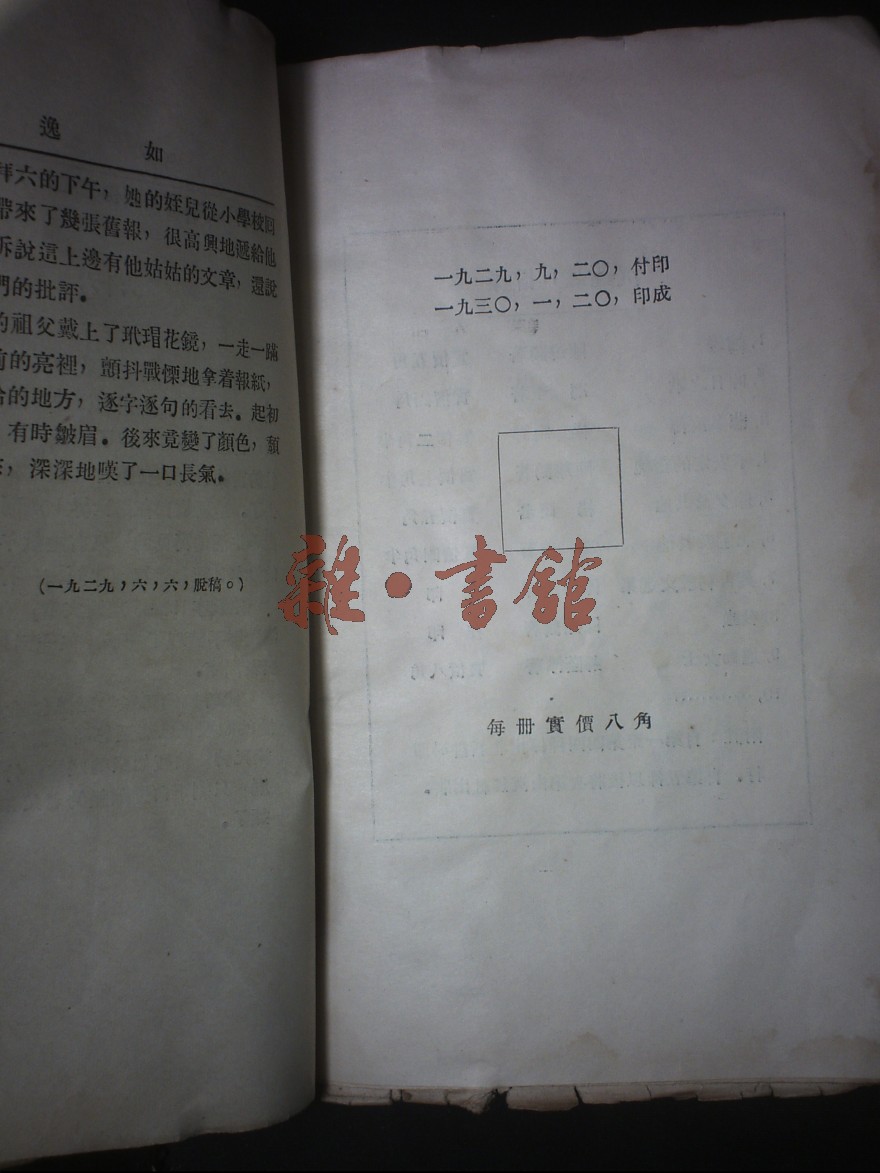 逸如
拜六的下午，她的姪兒從小學校回
帶來了幾張舊報，很高興地遞給他
訴說這上邊有他姑姑的文章，還說
們的批評。
的祖父戴上了玳瑁花鏡，一走一蹣
前的亮裡，顫抖戰慄地拿着報紙，
的地方，逐字逐句的看去。起初
有時皺眉。後來竟變了顏色，
，深深地嘆了一口長氣。
（一九二九，六，六，脫稿。）
一九二九，九，二〇，付印
一九三〇，一，二〇，印成
雜·書館
每冊實價八角